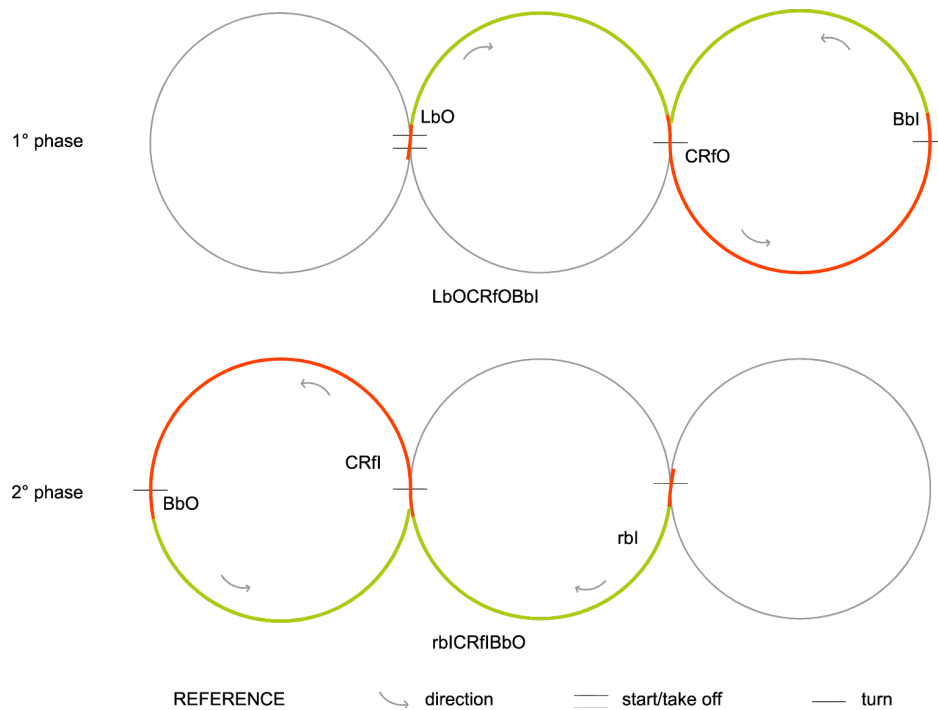 LbO
BbI
1° phase
CRfO
LbOCRfOBbI
CRfI
2° phase
BbO
rbI
rbICRfIBbO
REFERENCE direction start/take off turn